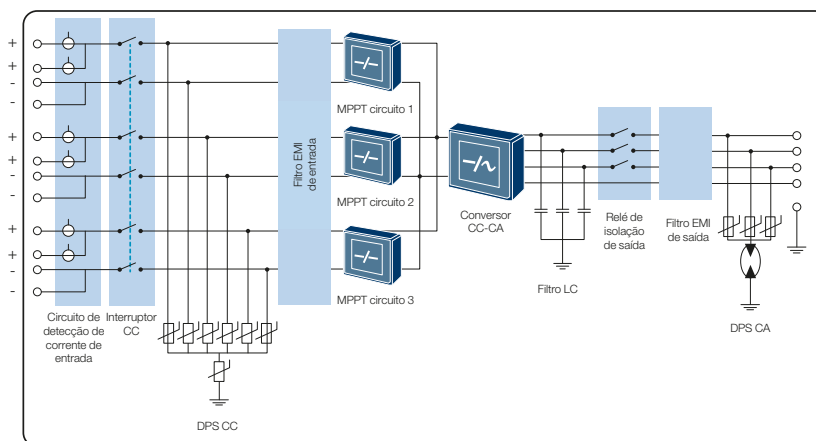 +
+
-
-
+
+
-
-
+
+
-
-
Circuito de
detecção de
corrente de
entrada
Interruptor
CC
DPS CC
Filtro EMI
de entrada
MPPT circuito 1
MPPT circuito 2
MPPT circuito 3
Conversor
CC-CA
Filtro LC
Relé de
isolação
de saída
Filtro EMI
de saída
DPS CA